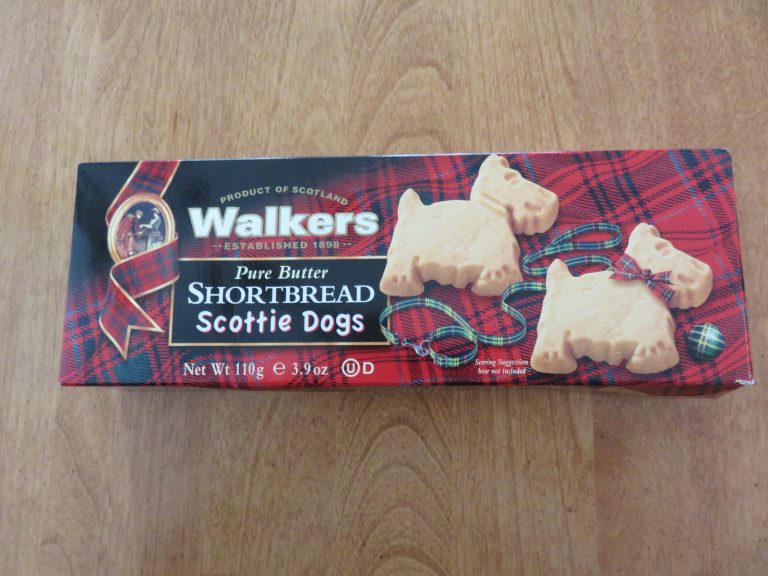 PRODUCT OF SCOTLAND
Walkers
ESTABLISHED 1898
Pure Butter
SHORTBREAD
Scottie Dogs
Net Wt 110g ℮ 3.9oz Ⓤ D
Serving Suggestion
bow not included